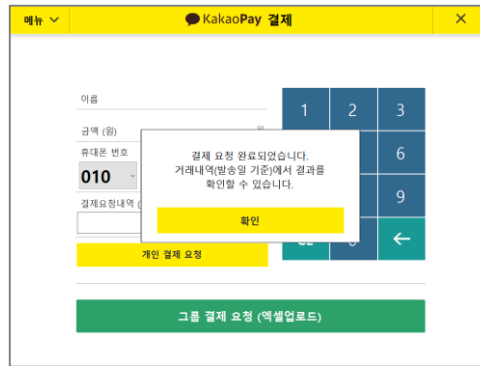 메뉴
KakaoPay 결제
이름
금액 (원)
휴대폰 번호
010
결제요청내역
개인 결제 요청
1 2 3
6
9
결제 요청 완료되었습니다.
거래내역(발송일 기준)에서 결과를
확인할 수 있습니다.
확인
그룹 결제 요청 (엑셀업로드)